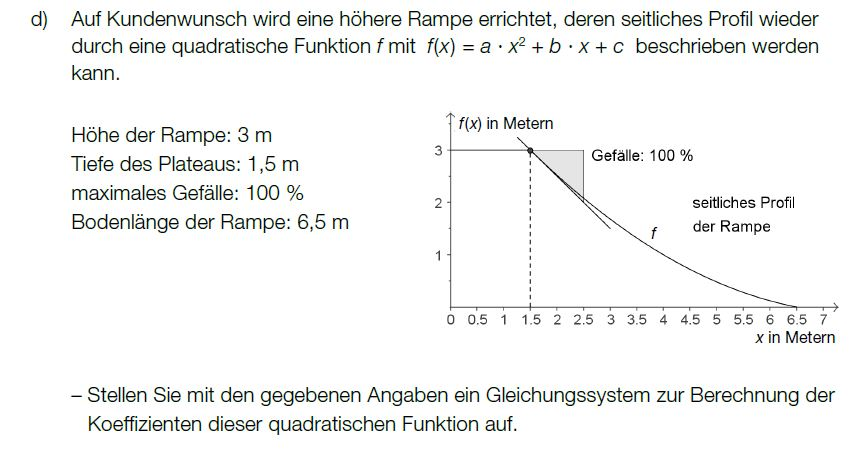 d) Auf Kundenwunsch wird eine höhere Rampe errichtet, deren seitliches Profil wieder
durch eine quadratische Funktion f mit f(x) = a · x² + b · x + c beschrieben werden
kann.
Höhe der Rampe: 3 m
Tiefe des Plateaus: 1,5 m
maximales Gefälle: 100 %
Bodenlänge der Rampe: 6,5 m
f(x) in Metern
3
Gefälle: 100 %
2
seitliches Profil
der Rampe
f
1
0 0.5 1 1.5 2 2.5 3 3.5 4 4.5 5 5.5 6 6.5 7
x in Metern
– Stellen Sie mit den gegebenen Angaben ein Gleichungssystem zur Berechnung der
Koeffizienten dieser quadratischen Funktion auf.